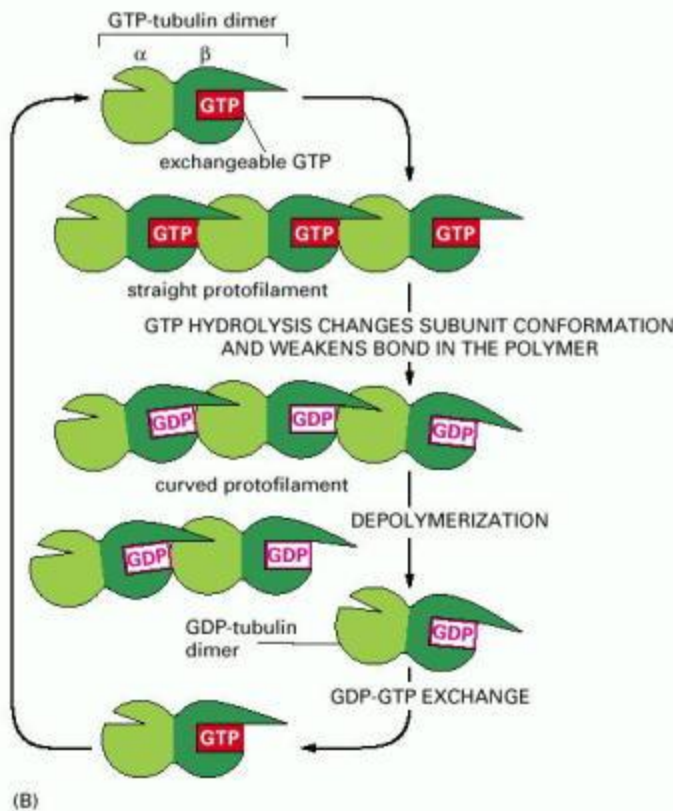 GTP-tubulin dimer
α β
GTP
exchangeable GTP
GTP GTP GTP
straight protofilament
GTP HYDROLYSIS CHANGES SUBUNIT CONFORMATION
AND WEAKENS BOND IN THE POLYMER
GDP GDP GDP
curved protofilament
DEPOLYMERIZATION
GDP GDP
GDP-tubulin
dimer
GDP
GDP-GTP EXCHANGE
GTP
(B)